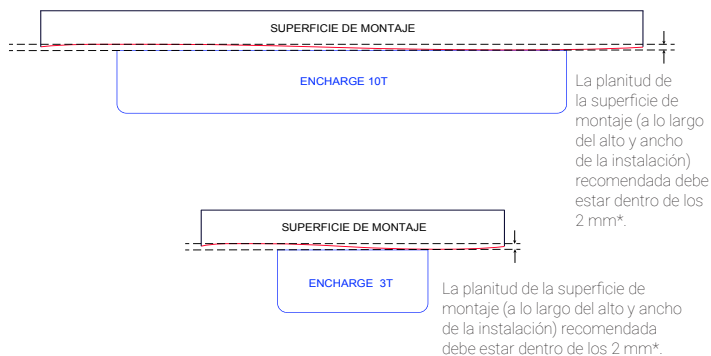 SUPERFICIE DE MONTAJE
ENCHARGE 10T
La planitud de
la superficie de
montaje (a lo largo
del alto y ancho
de la instalación)
recomendada debe
estar dentro de los
2 mm*.
SUPERFICIE DE MONTAJE
ENCHARGE 3T
La planitud de la superficie de
montaje (a lo largo del alto y ancho
de la instalación) recomendada
debe estar dentro de los 2 mm*.